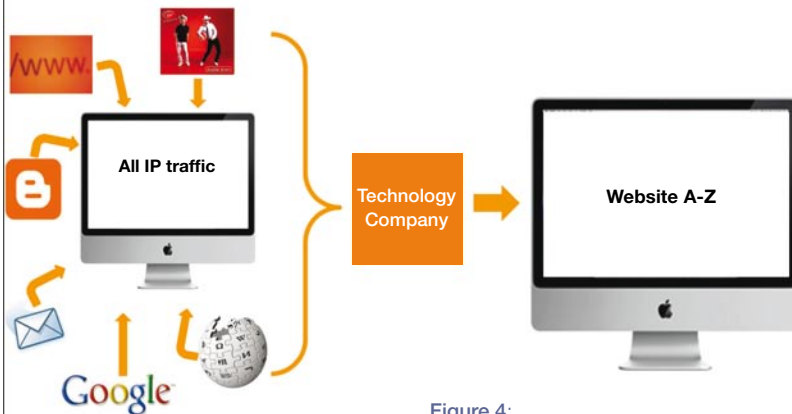 /www.
All IP traffic
Technology
Company
Website A-Z
Google
Figure 4: